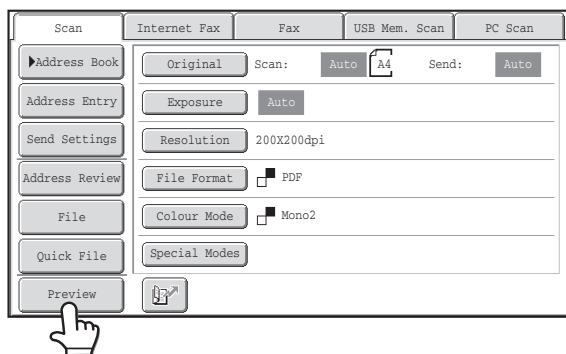 Scan Internet Fax Fax USB Mem. Scan PC Scan
Address Book Original Scan: Auto A4 Send: Auto
Address Entry Exposure Auto
Send Settings Resolution 200X200dpi
Address Review File Format PDF
File Colour Mode Mono2
Quick File Special Modes
Preview